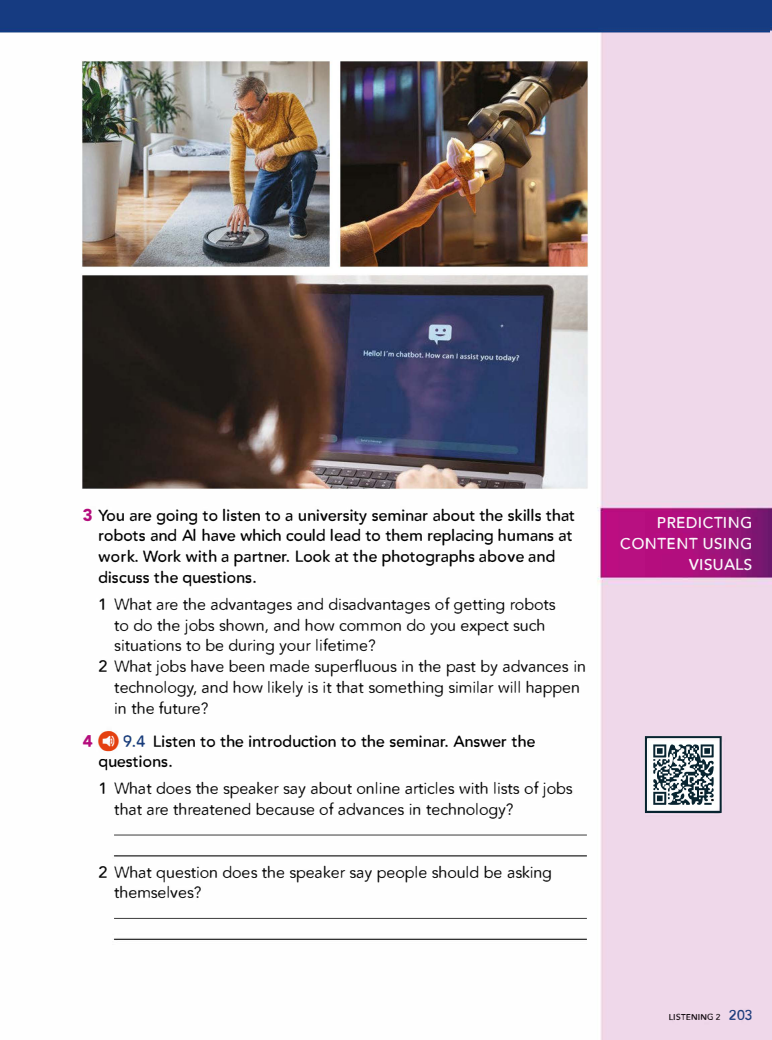 Hello! I´m chatbot. How can I assist you today?
3 You are going to listen to a university seminar about the skills that
robots and AI have which could lead to them replacing humans at
work. Work with a partner. Look at the photographs above and
discuss the questions.
PREDICTING
CONTENT USING
VISUALS
1 What are the advantages and disadvantages of getting robots
to do the jobs shown, and how common do you expect such
situations to be during your lifetime?
2 What jobs have been made superfluous in the past by advances in
technology, and how likely is it that something similar will happen
in the future?
4 9.4 Listen to the introduction to the seminar. Answer the
questions.
1 What does the speaker say about online articles with lists of jobs
that are threatened because of advances in technology?
2 What question does the speaker say people should be asking
themselves?
LISTENING 2 203